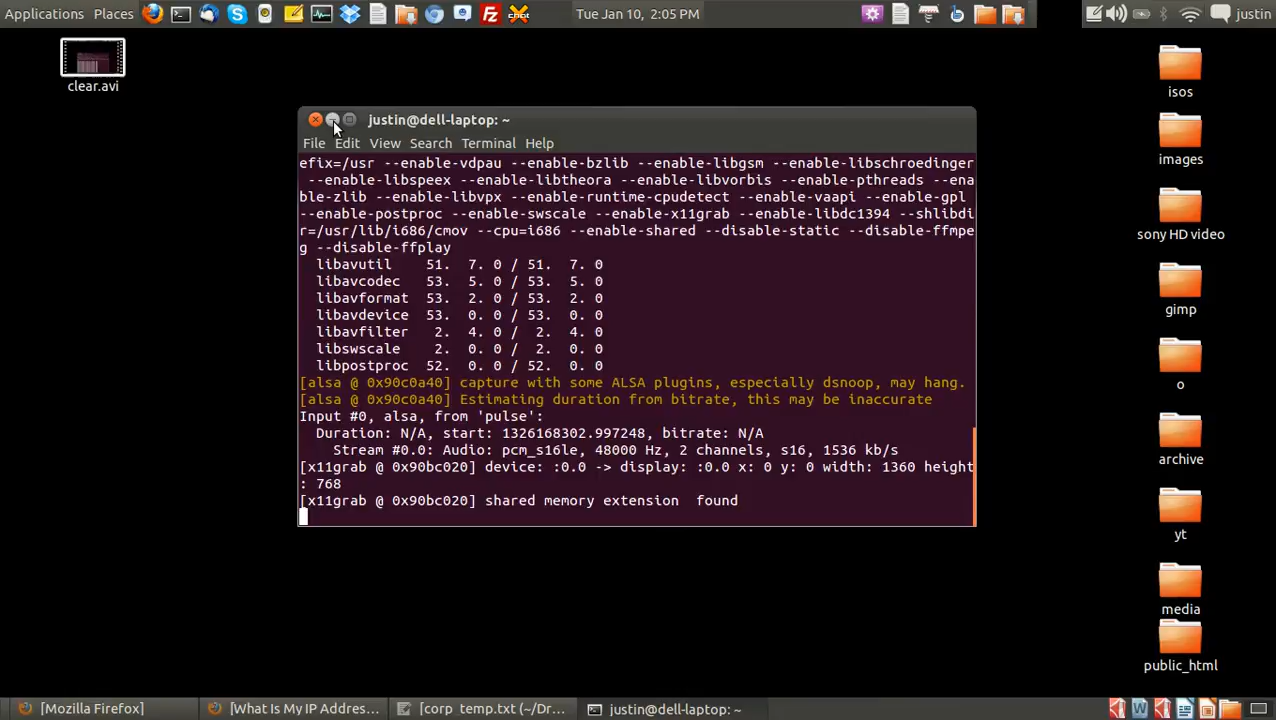 Applications Places
Tue Jan 10, 2:05 PM
justin
clear.avi
isos
images
sony HD video
gimp
o
archive
yt
media
public_html
justin@dell-laptop: ~
File Edit View Search Terminal Help
efix=/usr --enable-vdpau --enable-bzlib --enable-libgsm --enable-libschroedinger
--enable-libspeex --enable-libtheora --enable-libvorbis --enable-pthreads --ena
ble-zlib --enable-libvpx --enable-runtime-cpudetect --enable-vaapi --enable-gpl
--enable-postproc --enable-swscale --enable-x11grab --enable-libdc1394 --shlibdi
r=/usr/lib/i686/cmov --cpu=i686 --enable-shared --disable-static --disable-ffmpe
g --disable-ffplay
libavutil 51. 7. 0 / 51. 7. 0
libavcodec 53. 5. 0 / 53. 5. 0
libavformat 53. 2. 0 / 53. 2. 0
libavdevice 53. 0. 0 / 53. 0. 0
libavfilter 2. 4. 0 / 2. 4. 0
libswscale 2. 0. 0 / 2. 0. 0
libpostproc 52. 0. 0 / 52. 0. 0
[alsa @ 0x90c0a40] capture with some ALSA plugins, especially dsnoop, may hang.
[alsa @ 0x90c0a40] Estimating duration from bitrate, this may be inaccurate
Input #0, alsa, from 'pulse':
Duration: N/A, start: 1326168302.997248, bitrate: N/A
Stream #0.0: Audio: pcm_s16le, 48000 Hz, 2 channels, s16, 1536 kb/s
[x11grab @ 0x90bc020] device: :0.0 -> display: :0.0 x: 0 y: 0 width: 1360 height
: 768
[x11grab @ 0x90bc020] shared memory extension found
[Mozilla Firefox]
[What Is My IP Addres...
[corp_temp.txt (~/Dr...
justin@dell-laptop: ~